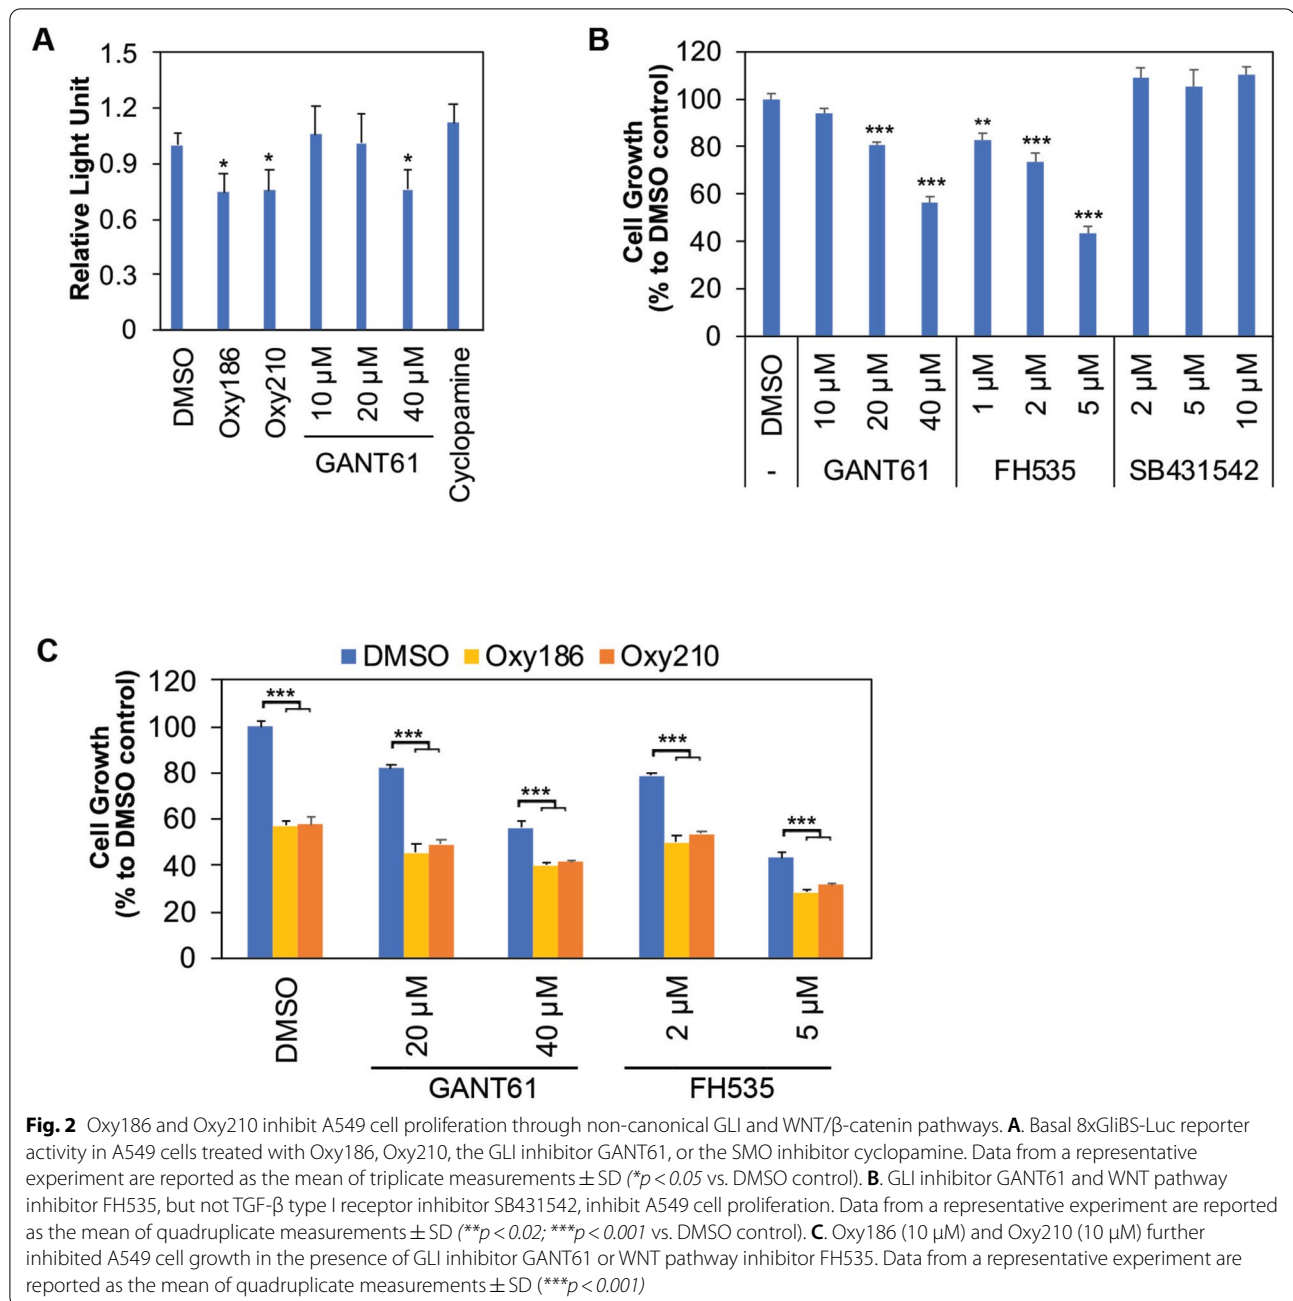 A
1.5
1.2
0.9
0.6
0.3
0
Relative Light Unit
*
*
*
DMSO
Oxy186
Oxy210
10 µM
20 µM
40 µM
Cyclopamine
GANT61
B
120
100
80
60
40
20
0
Cell Growth
(% to DMSO control)
***
***
**
***
***
DMSO
10 µM
20 µM
40 µM
1 µM
2 µM
5 µM
2 µM
5 µM
10 µM
-
GANT61
FH535
SB431542
C
DMSO
Oxy186
Oxy210
120
100
80
60
40
20
0
Cell Growth
(% to DMSO control)
***
***
***
***
***
DMSO
20 µM
40 µM
2 µM
5 µM
GANT61
FH535
Fig. 2 Oxy186 and Oxy210 inhibit A549 cell proliferation through non-canonical GLI and WNT/β-catenin pathways. A. Basal 8xGliBS-Luc reporter
activity in A549 cells treated with Oxy186, Oxy210, the GLI inhibitor GANT61, or the SMO inhibitor cyclopamine. Data from a representative
experiment are reported as the mean of triplicate measurements ± SD (*p < 0.05 vs. DMSO control). B. GLI inhibitor GANT61 and WNT pathway
inhibitor FH535, but not TGF-β type I receptor inhibitor SB431542, inhibit A549 cell proliferation. Data from a representative experiment are reported
as the mean of quadruplicate measurements ± SD (**p < 0.02; ***p < 0.001 vs. DMSO control). C. Oxy186 (10 µM) and Oxy210 (10 µM) further
inhibited A549 cell growth in the presence of GLI inhibitor GANT61 or WNT pathway inhibitor FH535. Data from a representative experiment are
reported as the mean of quadruplicate measurements ± SD (***p < 0.001)